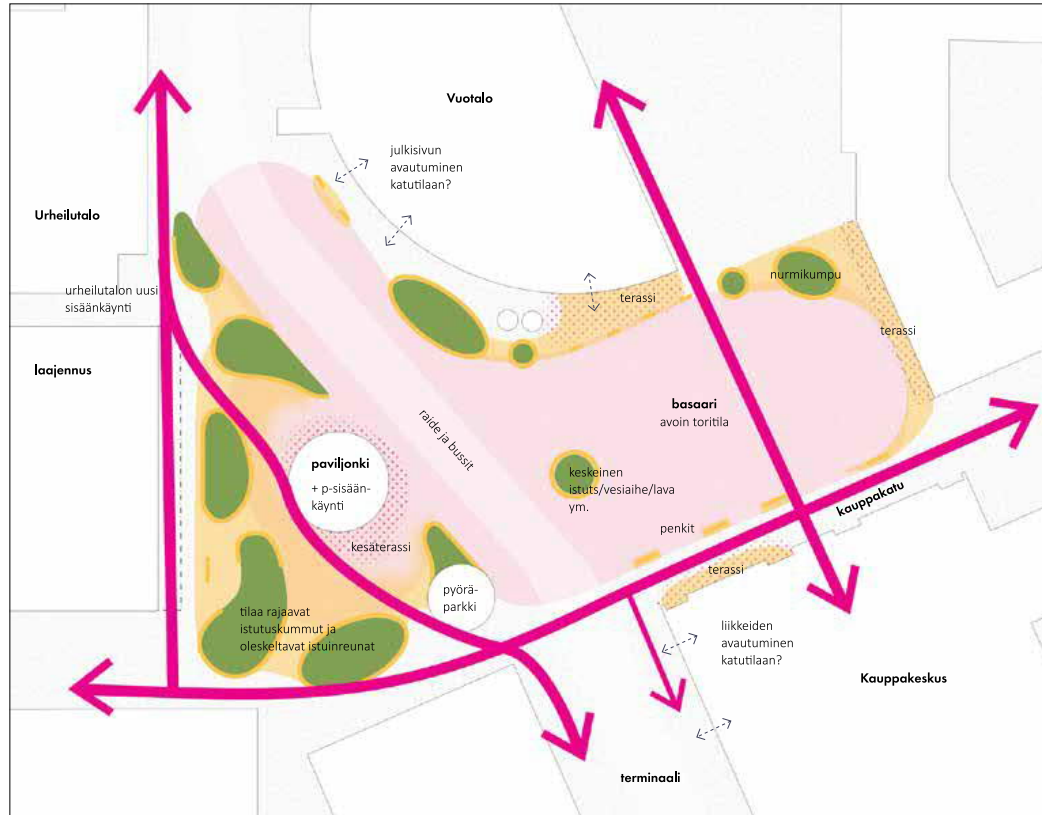 Vuotalo
julkisivun
avautuminen
katutilaan?
Urheilutalo
urheilutalon uusi
sisäänkäynti
nurmikumpu
terassi
terassi
laajennus
basaari
avoin toritila
raide ja bussit
paviljonki
+ p-sisään-
käynti
keskeinen
istuts/vesiaihe/lava
ym.
kauppakatu
penkit
kesäterassi
terassi
pyörä-
parkki
tilaa rajaavat
istutuskummut ja
oleskeltavat istuinreunat
liikkeiden
avautuminen
katutilaan?
Kauppakeskus
terminaali